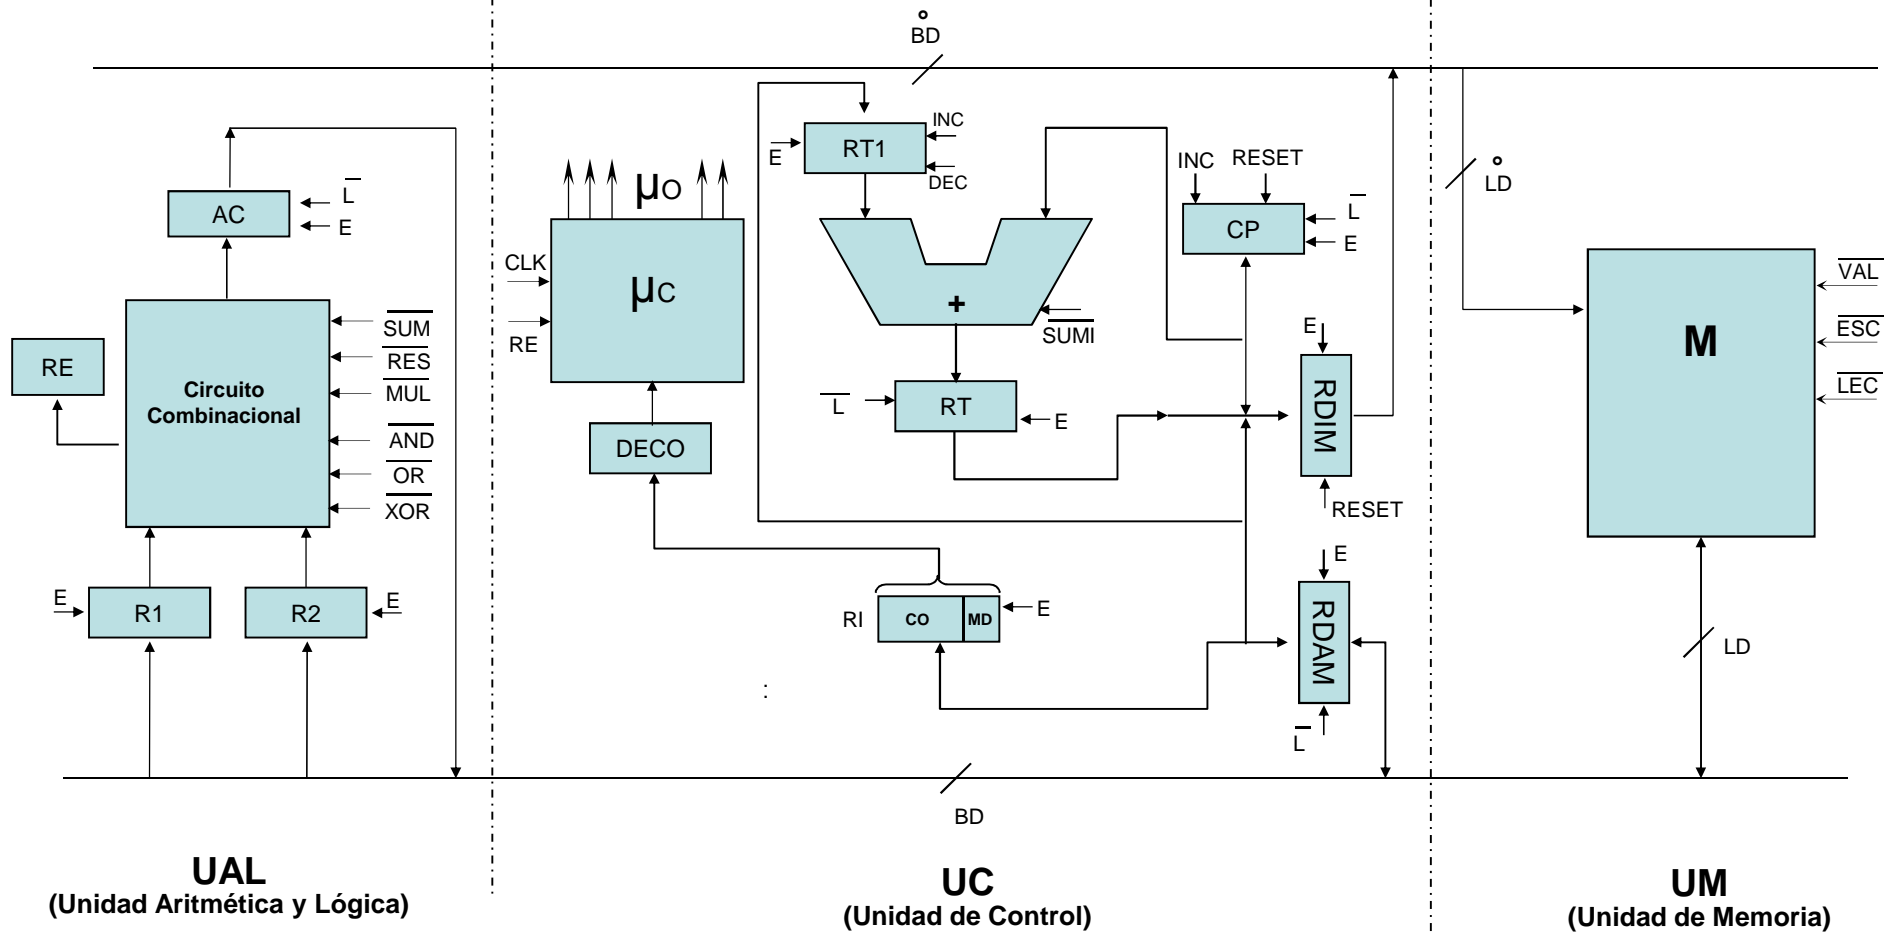 BD
INC
RT1
E
DEC
INC
RESET
L
CP
E
LD
µO
AC
L
E
CLK
µC
RE
+
SUMI
E
RDIM
RESET
M
VAL
ESC
LEC
SUM
RES
MUL
AND
OR
XOR
RE
Circuito
Combinacional
L
RT
E
DECO
E
R1
R2
E
RI
CO
MD
E
E
RDAM
L
LD
:
BD
UAL
(Unidad Aritmética y Lógica)
UC
(Unidad de Control)
UM
(Unidad de Memoria)